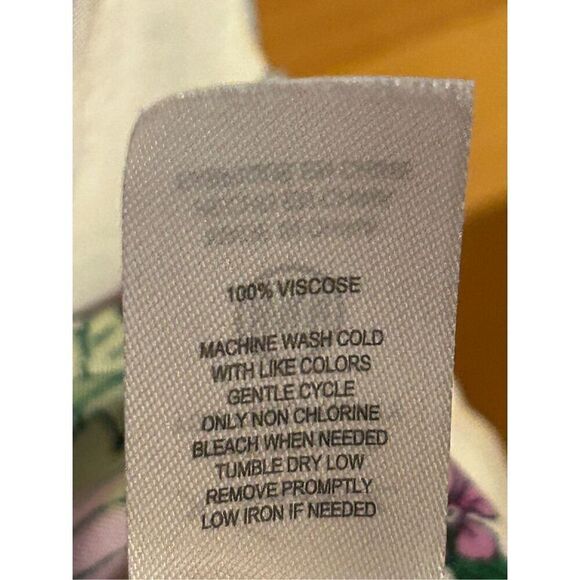 100% VISCOSE
MACHINE WASH COLD
WITH LIKE COLORS
GENTLE CYCLE
ONLY NON CHLORINE
BLEACH WHEN NEEDED
TUMBLE DRY LOW
REMOVE PROMPTLY
LOW IRON IF NEEDED